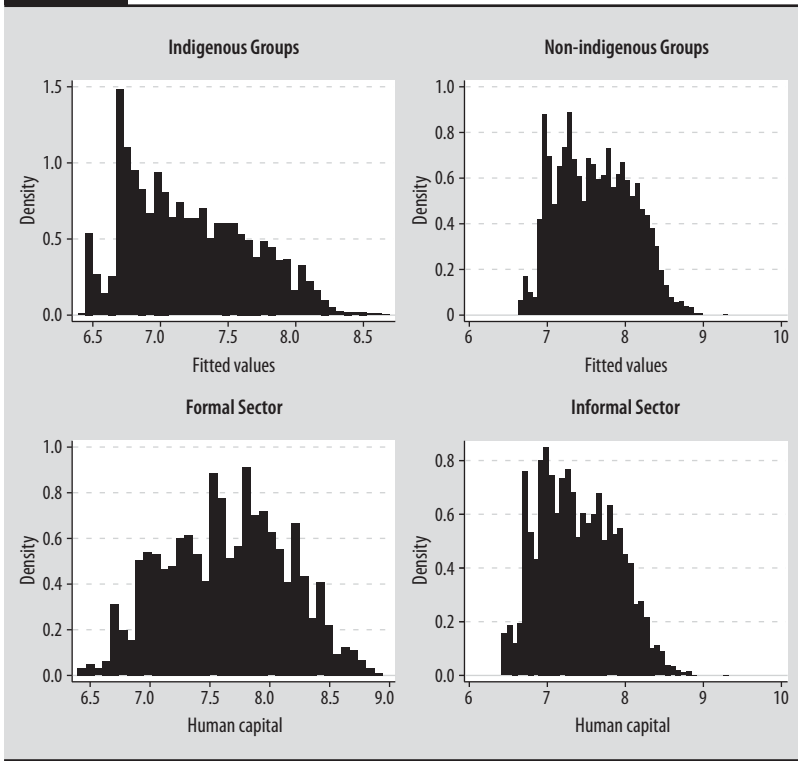 Indigenous Groups
Density
1.5
1.0
0.5
0.0
6.5 7.0 7.5 8.0 8.5
Fitted values
Non-indigenous Groups
Density
1.0
0.8
0.6
0.4
0.2
0
6 7 8 9 10
Fitted values
Formal Sector
Density
1.0
0.8
0.6
0.4
0.2
0.0
6.5 7.0 7.5 8.0 8.5 9.0
Human capital
Informal Sector
Density
0.8
0.6
0.4
0.2
0.0
6 7 8 9 10
Human capital